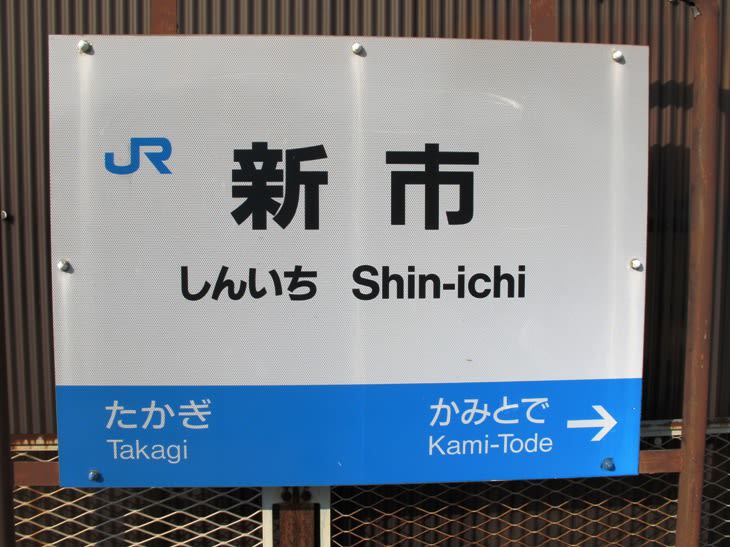 JR
新市
しんいち Shin-ichi
たかぎ かみとで →
Takagi Kami-Tode